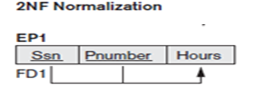 2NF Normalization
EP1
Ssn Pnumber Hours
FD1